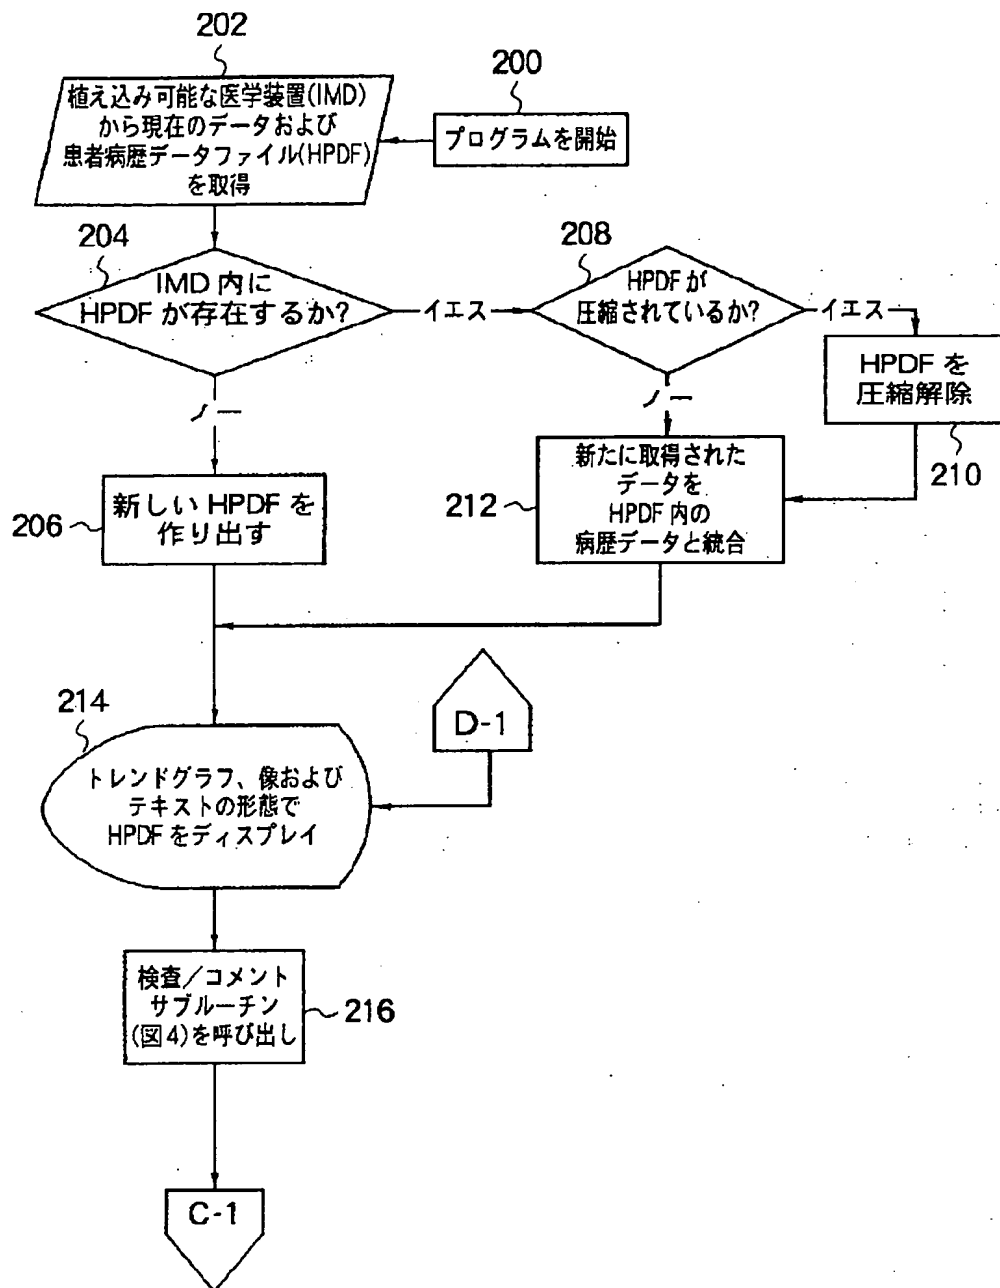 202
植え込み可能な医学装置(IMD)
から現在のデータおよび
患者病歴データファイル(HPDF)
を取得
200
プログラムを開始
204
IMD 内に
HPDF が存在するか?
イエス
208
HPDF が
圧縮されているか?
イエス
HPDF を
圧縮解除
210
ノー
ノー
206
新しい HPDF を
作り出す
212
新たに取得された
データを
HPDF 内の
病歴データと統合
214
トレンドグラフ、像および
テキストの形態で
HPDF をディスプレイ
D-1
検査/コメント
サブルーチン
(図4)を呼び出し
216
C-1